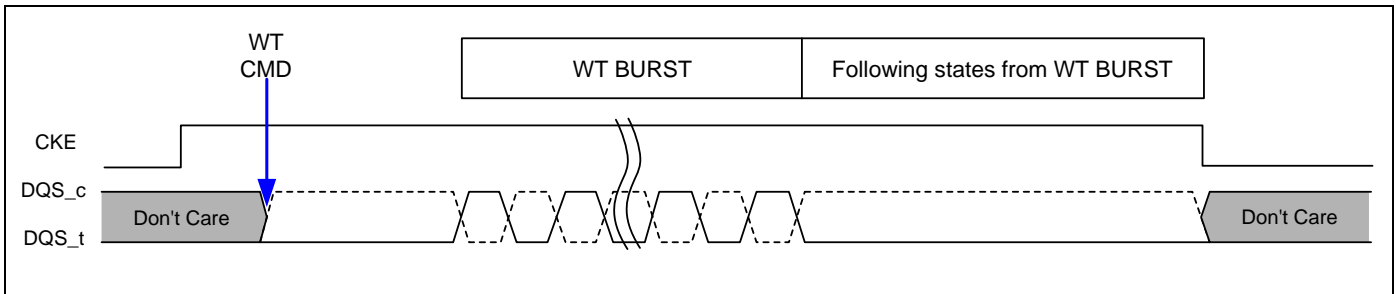 WT
CMD
WT BURST
Following states from WT BURST
CKE
DQS_c
Don't Care
Don't Care
DQS_t